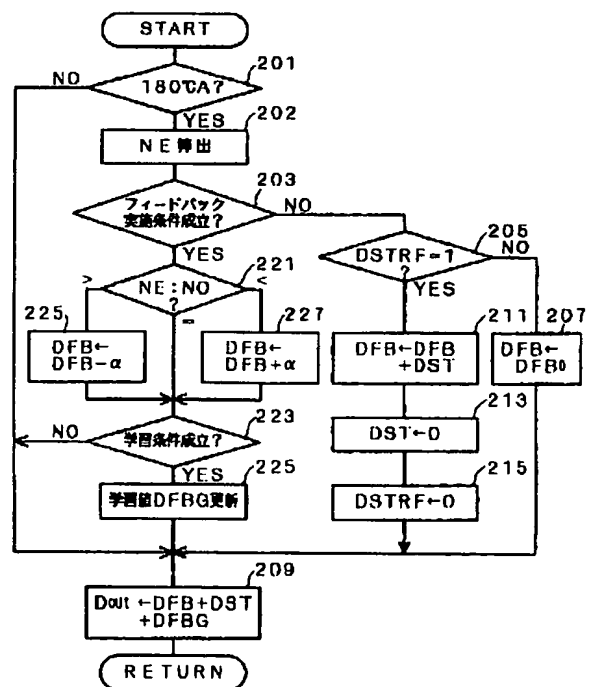 START
201
NO
180℃A?
YES
202
NE算出
203
フィードバック
実施条件成立?
NO
YES
205
DSTRF=1
?
NO
YES
221
>
NE:NO
?
<
=
225
DFB←
DFB-α
227
DFB←
DFB+α
211
DFB←DFB
+DST
207
DFB←
DFB0
213
DST←0
223
NO
学習条件成立?
YES
225
学習値DFBG更新
215
DSTRF←0
209
Dout←DFB+DST
+DFBG
RETURN